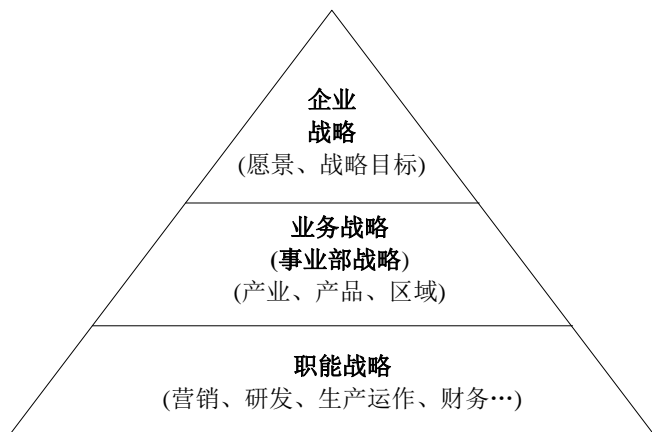 企业
战略
(愿景、战略目标)
业务战略
(事业部战略)
(产业、产品、区域)
职能战略
(营销、研发、生产运作、财务…)